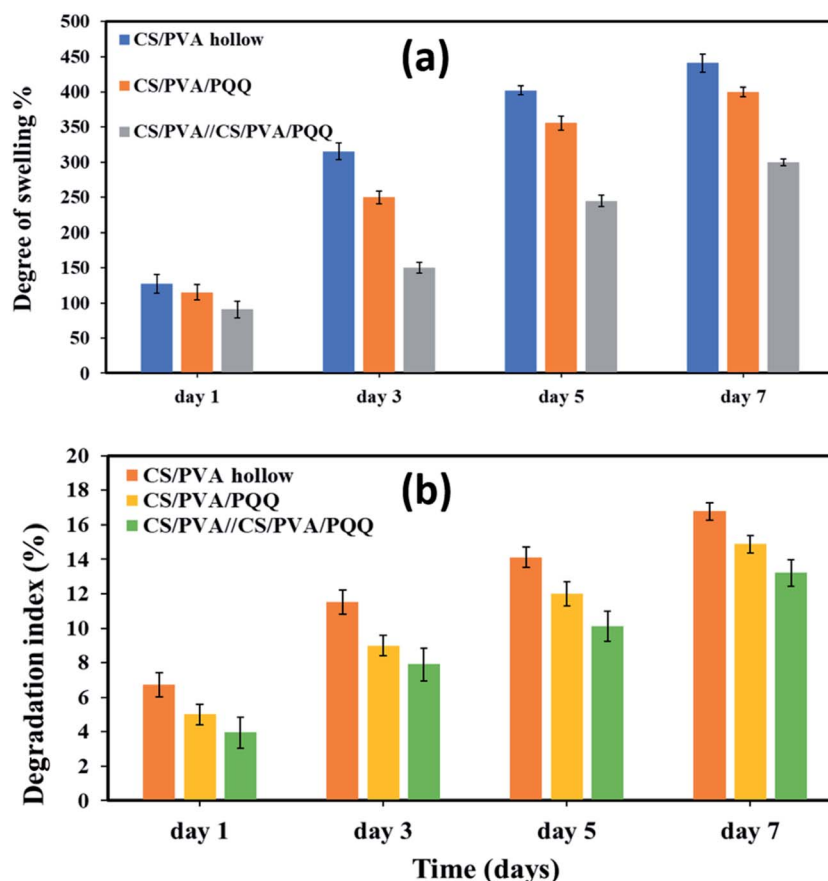 500
450
400
350
300
250
200
150
100
50
0
Degree of swelling %
CS/PVA hollow
CS/PVA/PQQ
CS/PVA//CS/PVA/PQQ
(a)
day 1 day 3 day 5 day 7
20
18
16
14
12
10
8
6
4
2
0
Degradation index (%)
CS/PVA hollow
CS/PVA/PQQ
CS/PVA//CS/PVA/PQQ
(b)
day 1 day 3 day 5 day 7
Time (days)